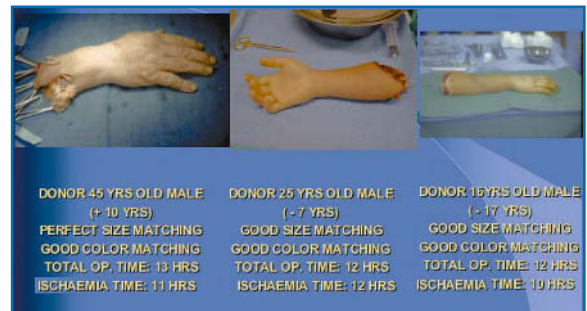 DONOR 45 YRS OLD MALE
(+ 10 YRS)
PERFECT SIZE MATCHING
GOOD COLOR MATCHING
TOTAL OP. TIME: 13 HRS
ISCHAEMIA TIME: 11 HRS
DONOR 25 YRS OLD MALE
( - 7 YRS)
GOOD SIZE MATCHING
GOOD COLOR MATCHING
TOTAL OP. TIME: 12 HRS
ISCHAEMIA TIME: 12 HRS
DONOR 16YRS OLD MALE
( - 17 YRS)
GOOD SIZE MATCHING
GOOD COLOR MATCHING
TOTAL OP. TIME: 12 HRS
ISCHAEMIA TIME: 10 HRS